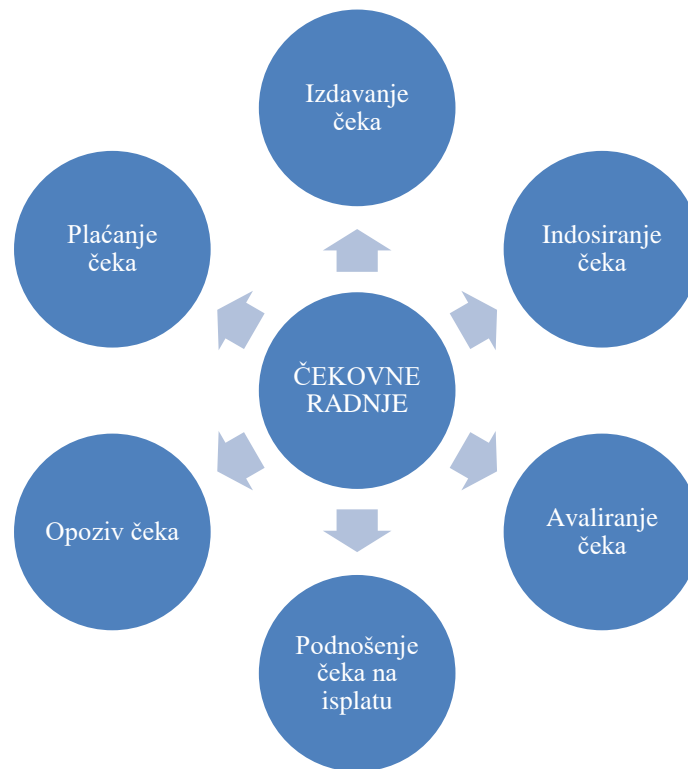 Izdavanje
čeka
Plaćanje
čeka
Indosiranje
čeka
ČEKOVNE
RADNJE
Opoziv čeka
Avaliranje
čeka
Podnošenje
čeka na
isplatu